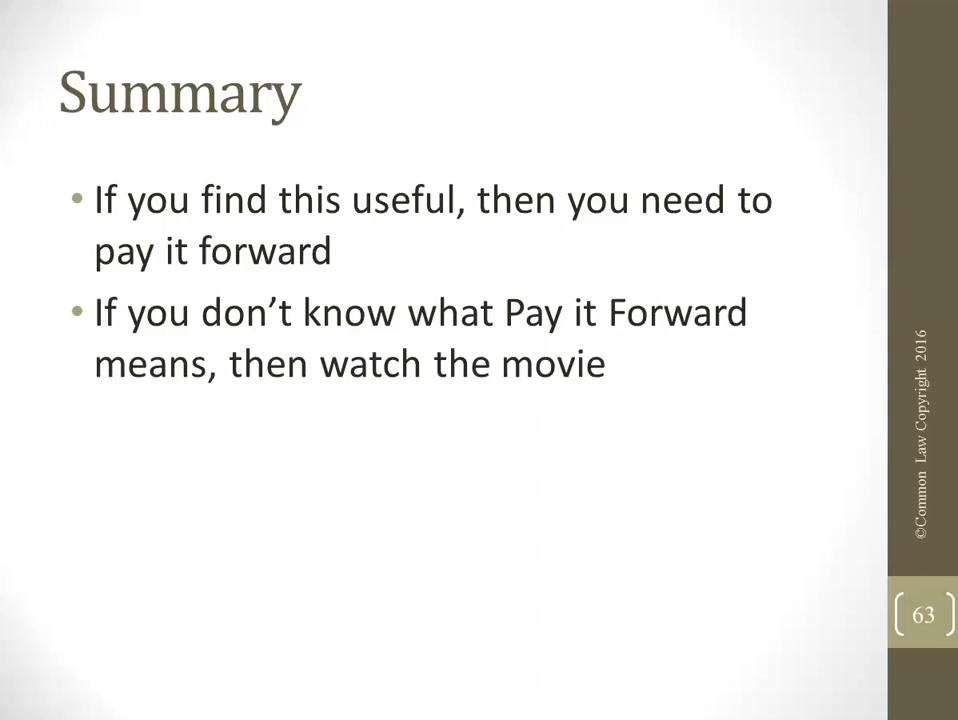 Summary
• If you find this useful, then you need to
pay it forward
• If you don’t know what Pay it Forward
means, then watch the movie
©Common Law Copyright 2016
63